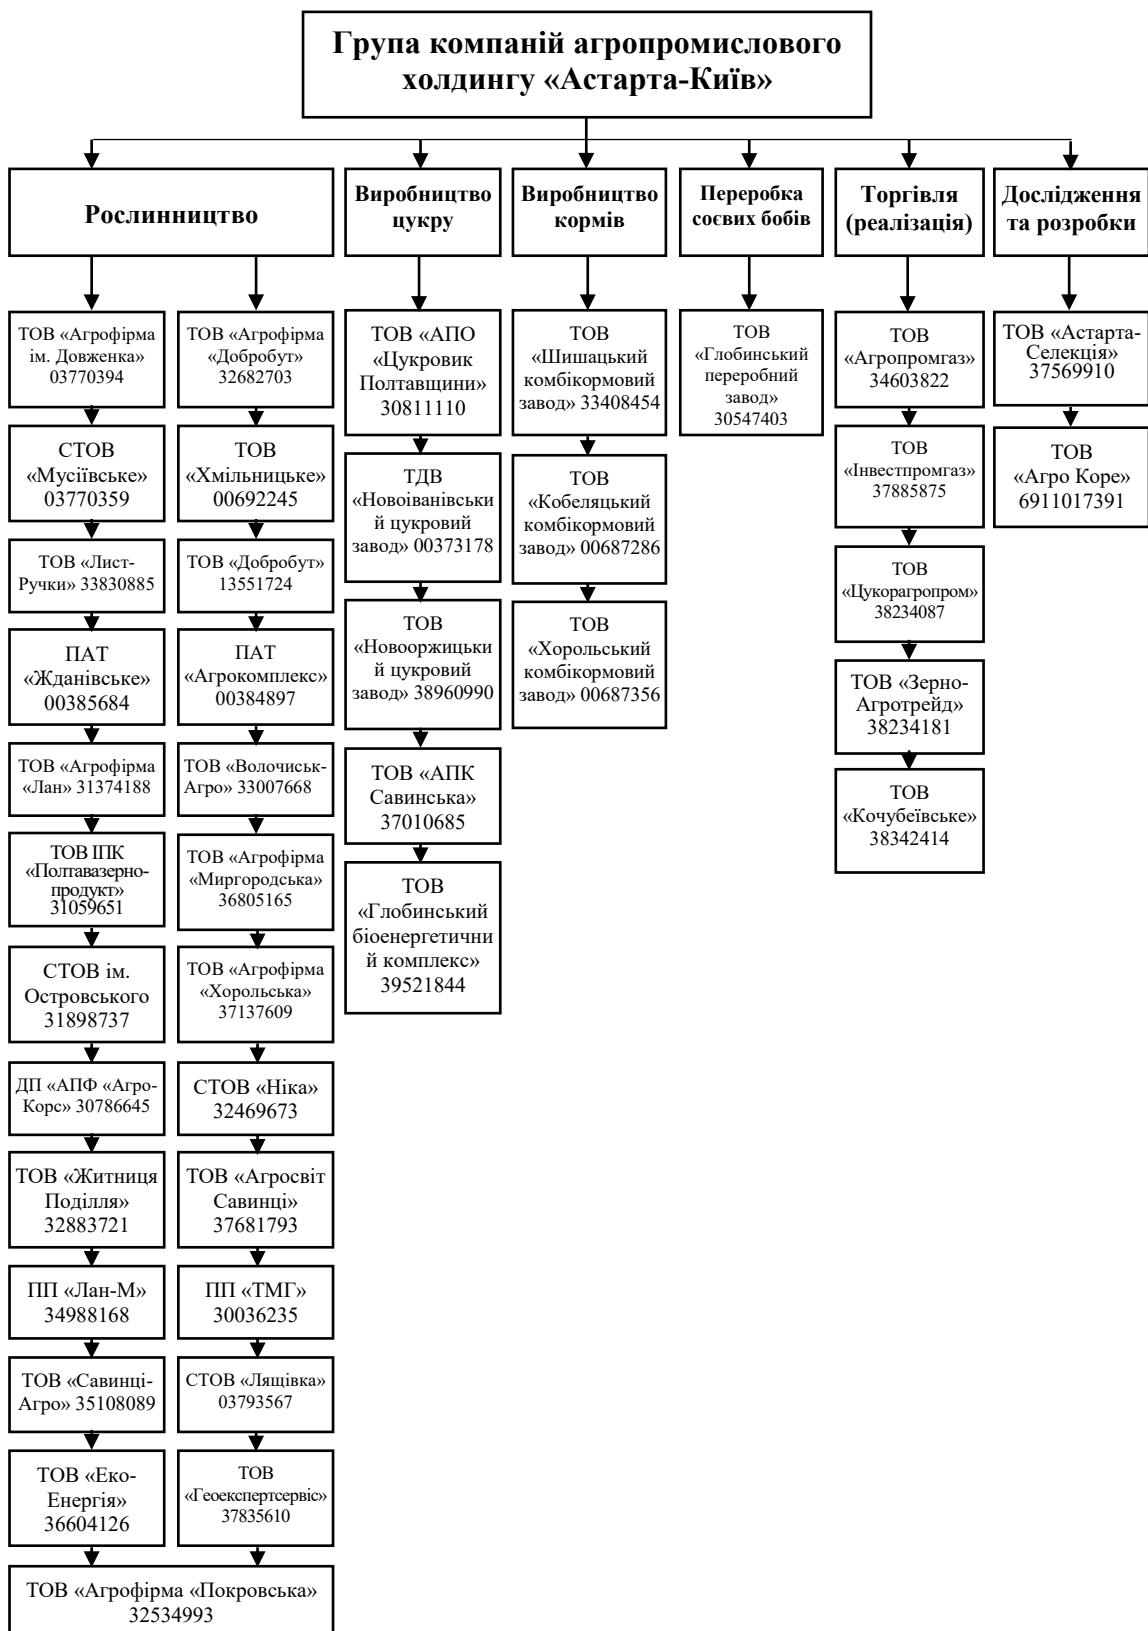 Група компаній агропромислового
холдингу «Астарта-Київ»
Рослинництво
Виробництво
цукру
Виробництво
кормів
Переробка
соєвих бобів
Торгівля
(реалізація)
Дослідження
та розробки
ТОВ «Агрофірма
ім. Довженка»
03770394
СТОВ
«Мусіївське»
03770359
ТОВ «Лист-
Ручки» 33830885
ПАТ
«Жданівське»
00385684
ТОВ «Агрофірма
«Лан» 31374188
ТОВ ІПК
«Полтавазерно-
продукт»
31059651
СТОВ ім.
Островського
31898737
ДП «АПФ «Агро-
Корс» 30786645
ТОВ «Житниця
Поділля»
32883721
ПП «Лан-М»
34988168
ТОВ «Савинці-
Агро» 35108089
ТОВ «Еко-
Енергія»
36604126
ТОВ «Агрофірма
«Добробут»
32682703
ТОВ
«Хмільницьке»
00692245
ТОВ «Добробут»
13551724
ПАТ
«Агрокомплекс»
00384897
ТОВ «Волочиськ-
Агро» 33007668
ТОВ «Агрофірма
«Миргородська»
36805165
ТОВ «Агрофірма
«Хорольська»
37137609
СТОВ «Ніка»
32469673
ТОВ «Агросвіт
Савинці»
37681793
ПП «ТМГ»
30036235
СТОВ «Лящівка»
03793567
ТОВ
«Геоекспертсервіс»
37835610
ТОВ «Агрофірма «Покровська»
32534993
ТОВ «АПО
«Цукровик
Полтавщини»
30811110
ТДВ
«Новоіванівськи
й цукровий
завод» 00373178
ТОВ
«Новооржицьки
й цукровий
завод» 38960990
ТОВ «АПК
Савинська»
37010685
ТОВ
«Глобинський
біоенергетични
й комплекс»
39521844
ТОВ
«Шишацький
комбікормовий
завод» 33408454
ТОВ
«Кобеляцький
комбікормовий
завод» 00687286
ТОВ
«Хорольський
комбікормовий
завод» 00687356
ТОВ
«Глобинський
переробний
завод»
30547403
ТОВ
«Агропромгаз»
34603822
ТОВ
«Інвестпромгаз»
37885875
ТОВ
«Цукорагропром»
38234087
ТОВ «Зерно-
Агротрейд»
38234181
ТОВ
«Кочубеївське»
38342414
ТОВ «Астарта-
Селекція»
37569910
ТОВ
«Агро Коре»
6911017391